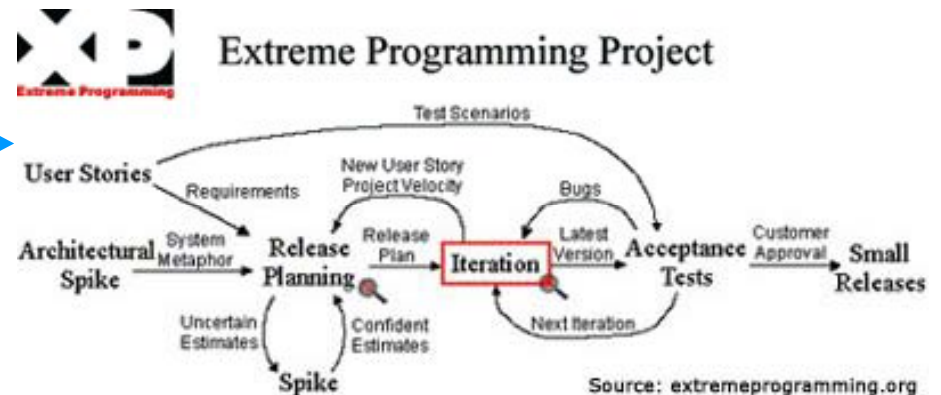 XP
Extreme Programming
Extreme Programming Project
Test Scenarios
User Stories
New User Story
Project Velocity
Bugs
Requirements
Architectural
Spike
System
Metaphor
Release
Planning
Release
Plan
Iteration
Latest
Version
Acceptance
Tests
Customer
Approval
Small
Releases
Uncertain
Estimates
Confident
Estimates
Next Iteration
Spike
Source: extremeprogramming.org